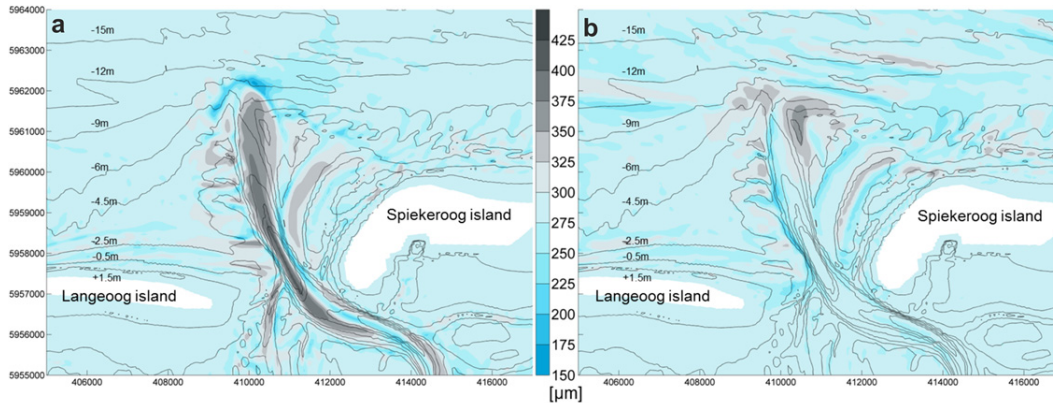 a
5964000
5963000
5962000
5961000
5960000
5959000
5958000
5957000
5956000
5955000
-15m
-12m
-9m
-6m
-4.5m
-2.5m
-0.5m
+1.5m
Spiekeroog island
Langeoog island
406000 408000 410000 412000 414000 416000
425
400
375
350
325
300
275
250
225
200
175
150
[µm]
b
-15m
-12m
-9m
-6m
-4.5m
-2.5m
-0.5m
+1.5m
Spiekeroog island
Langeoog island
406000 408000 410000 412000 414000 416000